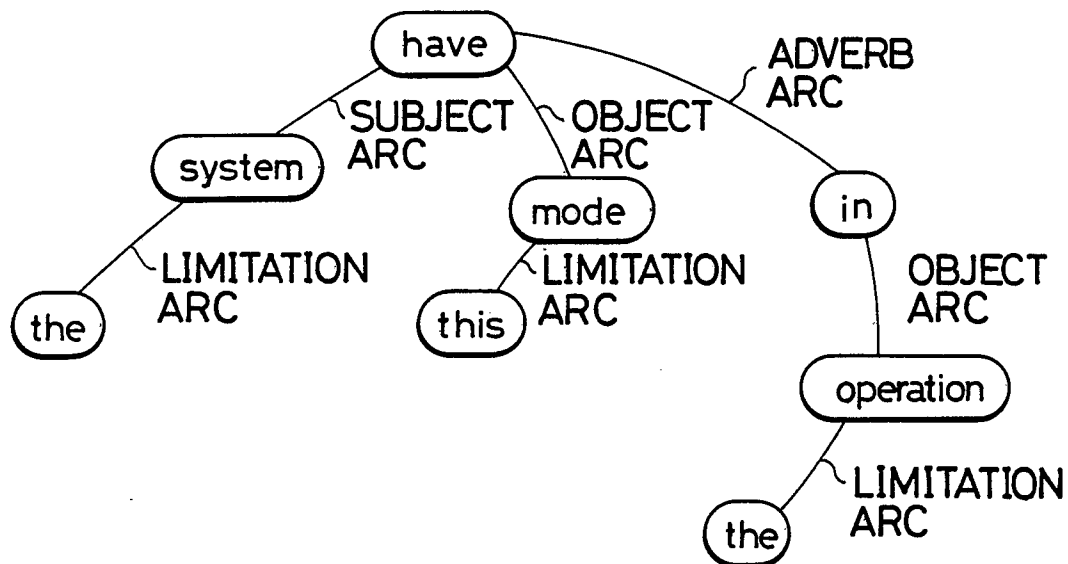 have
ADVERB
ARC
SUBJECT
ARC
OBJECT
ARC
system
mode
in
LIMITATION
ARC
LIMITATION
ARC
OBJECT
ARC
the
this
operation
LIMITATION
ARC
the